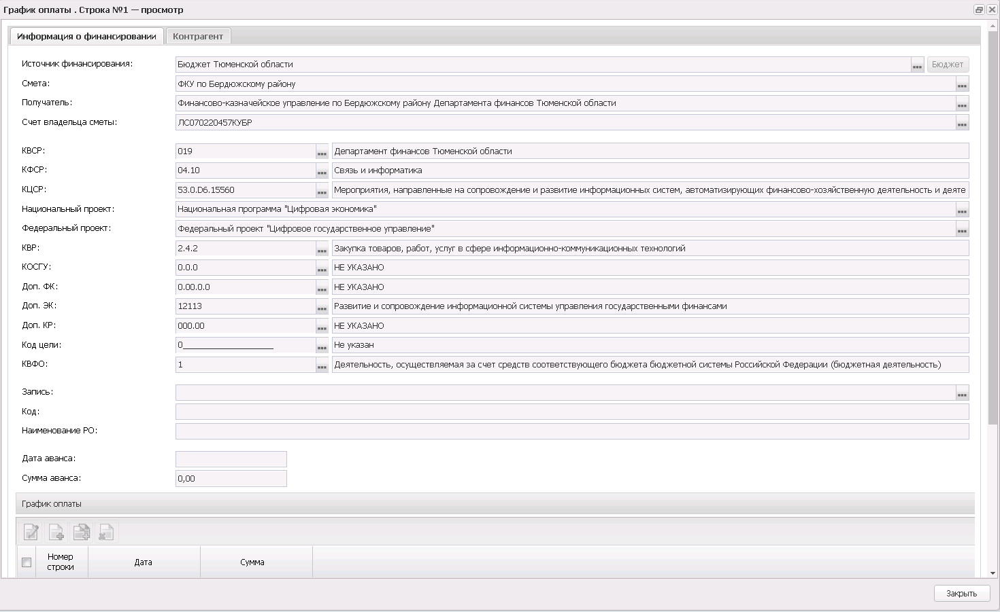 График оплаты . Строка №1 — просмотр
Информация о финансировании Контрагент
Источник финансирования: Бюджет Тюменской области ... Бюджет
Смета: ФКУ по Бердюжскому району ...
Получатель: Финансово-казначейское управление по Бердюжскому району Департамента финансов Тюменской области ...
Счет владельца сметы: ЛС070220457КУБР ...
КВСР: 019 ... Департамент финансов Тюменской области
КФСР: 04.10 ... Связь и информатика
КЦСР: 53.0.D6.15560 ... Мероприятия, направленные на сопровождение и развитие информационных систем, автоматизирующих финансово-хозяйственную деятельность и деяте
Национальный проект: Национальная программа "Цифровая экономика" ...
Федеральный проект: Федеральный проект "Цифровое государственное управление" ...
КВР: 2.4.2 ... Закупка товаров, работ, услуг в сфере информационно-коммуникационных технологий
КОСГУ: 0.0.0 ... НЕ УКАЗАНО
Доп. ФК: 0.00.0.0 ... НЕ УКАЗАНО
Доп. ЭК: 12113 ... Развитие и сопровождение информационной системы управления государственными финансами
Доп. КР: 000.00 ... НЕ УКАЗАНО
Код цели: 0___________________ ... Не указан
КВФО: 1 ... Деятельность, осуществляемая за счет средств соответствующего бюджета бюджетной системы Российской Федерации (бюджетная деятельность)
Запись: ...
Код:
Наименование РО:
Дата аванса:
Сумма аванса: 0,00
График оплаты
Номер строки Дата Сумма
Закрыть